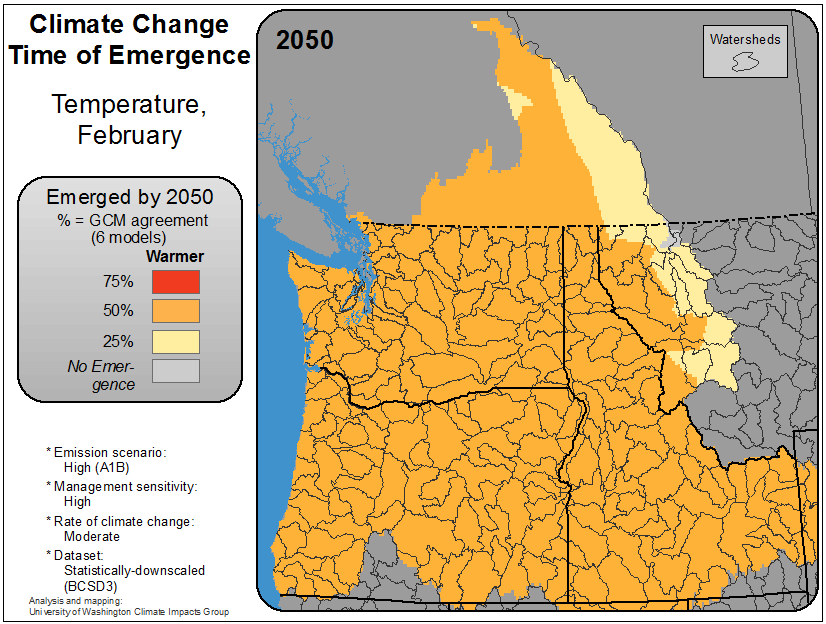 Climate Change
Time of Emergence
Temperature,
February
Emerged by 2050
% = GCM agreement
(6 models)
Warmer
75%
50%
25%
No Emer-
gence
* Emission scenario:
High (A1B)
* Management sensitivity:
High
* Rate of climate change:
Moderate
* Dataset:
Statistically-downscaled
(BCSD3)
Analysis and mapping:
University of Washington Climate Impacts Group
2050
Watersheds